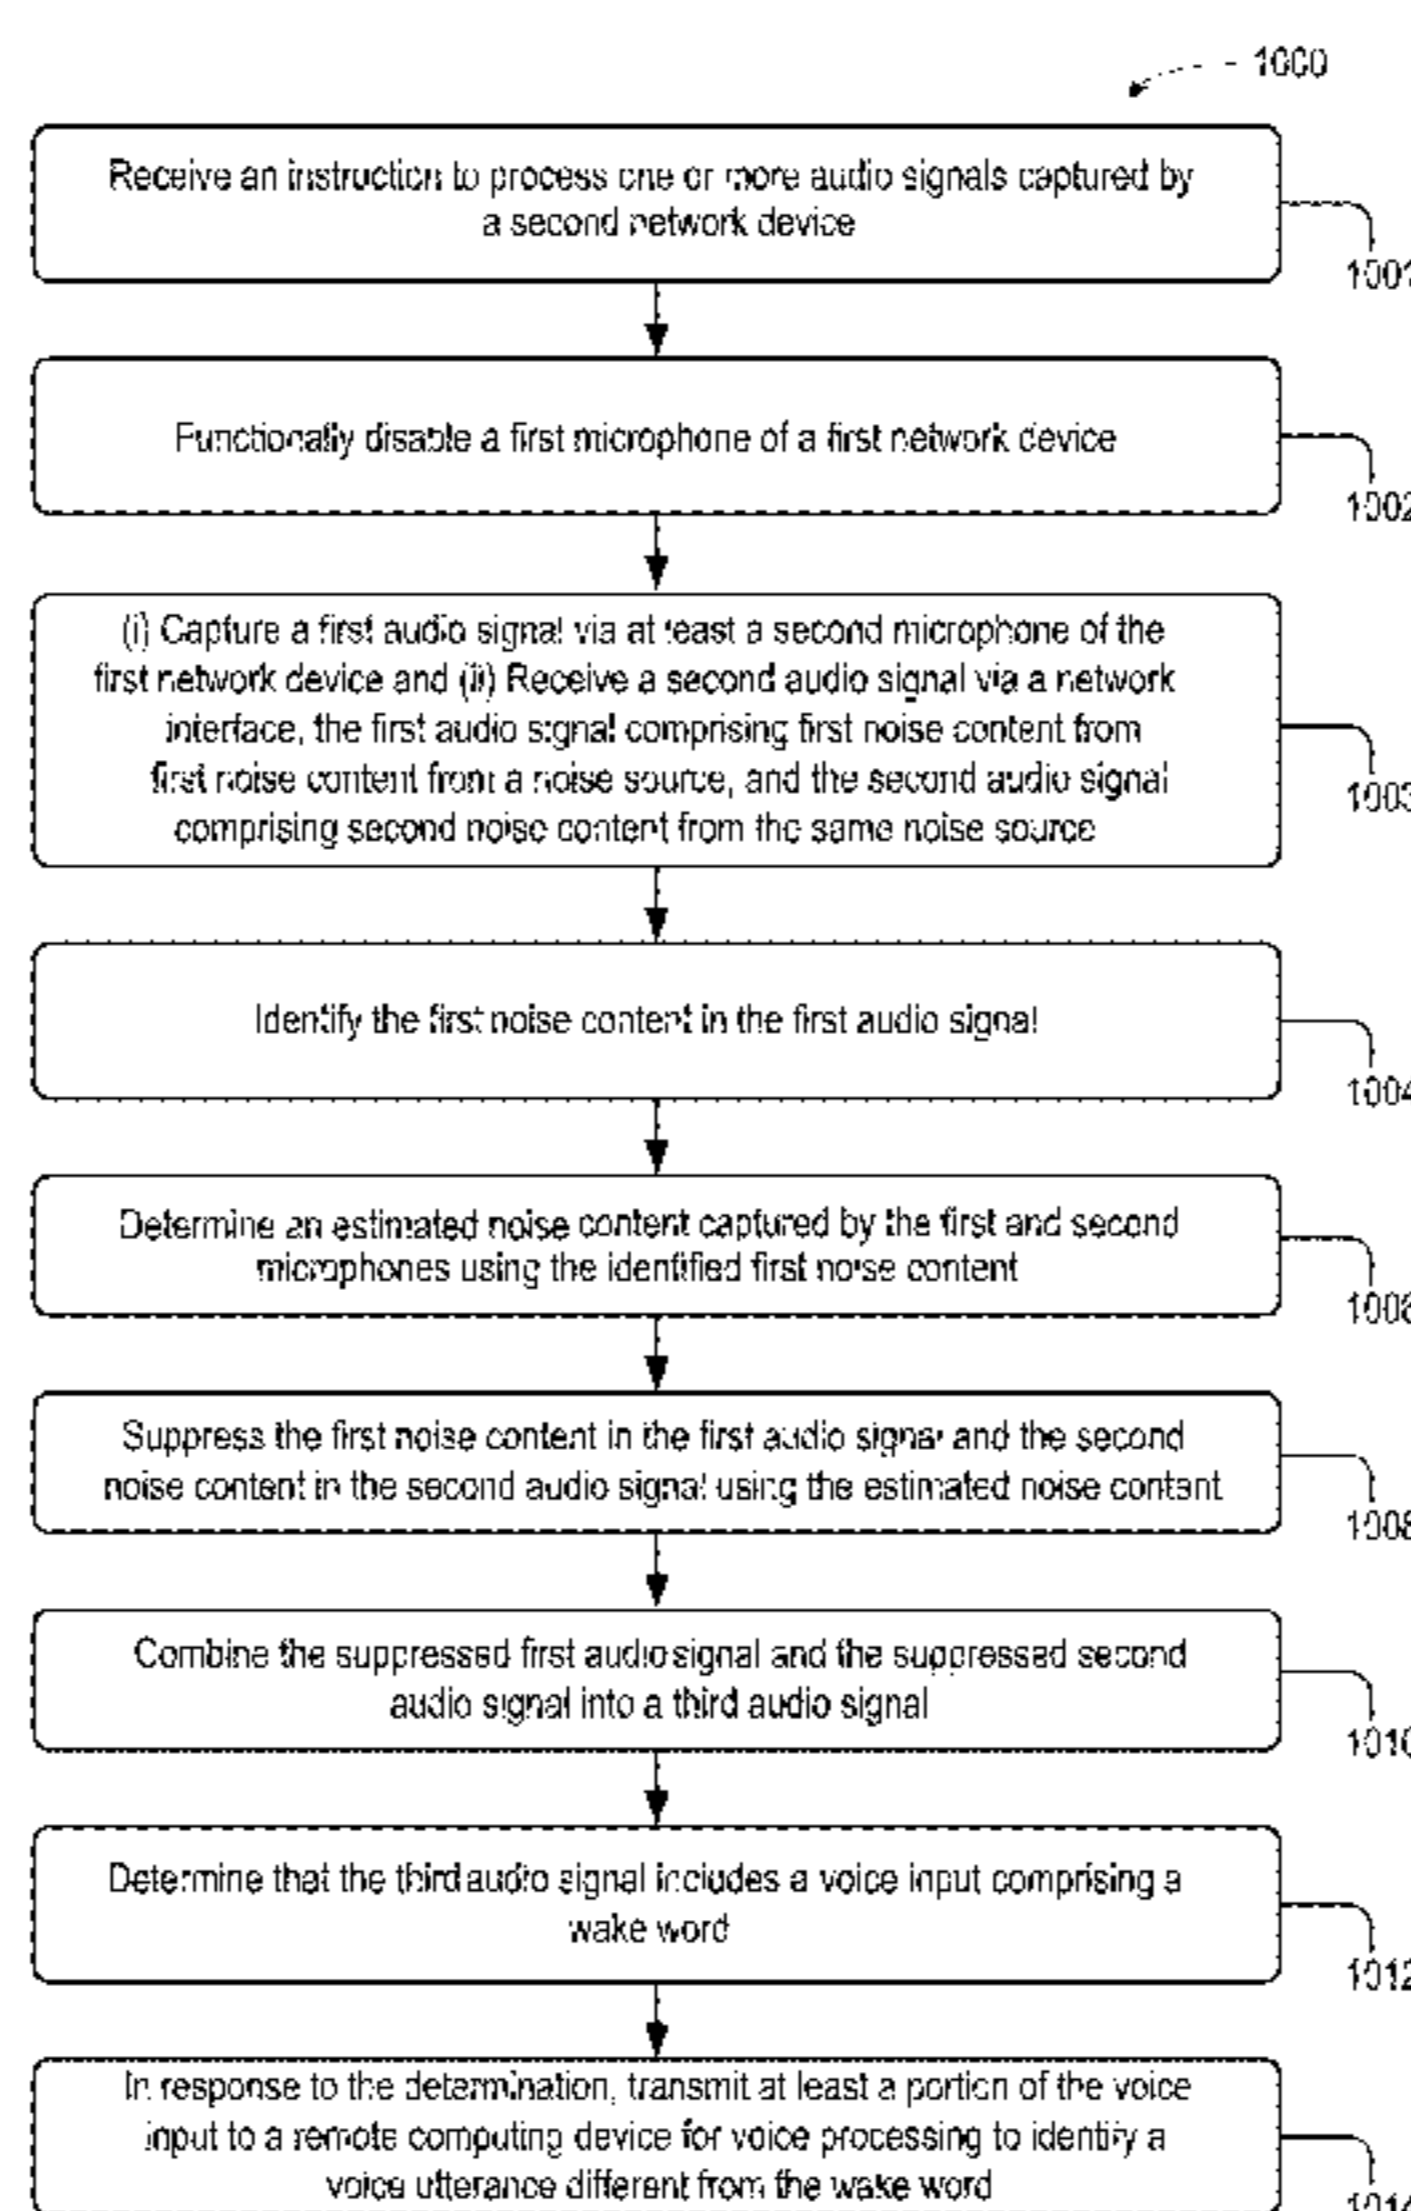 1000
Receive an instruction to process one or more audio signals captured by
a second network device
1001
Functionally disable a first microphone of a first network device
1002
(i) Capture a first audio signal via at least a second microphone of the
first network device and (ii) Receive a second audio signal via a network
interface, the first audio signal comprising first noise content from
first noise content from a noise source, and the second audio signal
comprising second noise content from the same noise source
1003
Identify the first noise content in the first audio signal
1004
Determine an estimated noise content captured by the first and second
microphones using the identified first noise content
1006
Suppress the first noise content in the first audio signal and the second
noise content in the second audio signal using the estimated noise content
1008
Combine the suppressed first audio signal and the suppressed second
audio signal into a third audio signal
1010
Determine that the third audio signal includes a voice input comprising a
wake word
1012
In response to the determination, transmit at least a portion of the voice
input to a remote computing device for voice processing to identify a
voice utterance different from the wake word